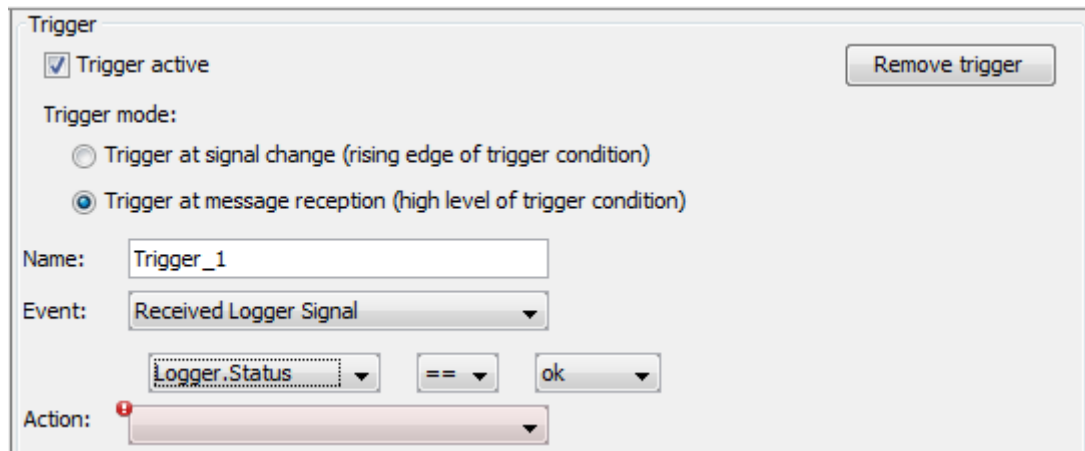 Trigger
Trigger active
Remove trigger
Trigger mode:
Trigger at signal change (rising edge of trigger condition)
Trigger at message reception (high level of trigger condition)
Name: Trigger_1
Event: Received Logger Signal
Logger.Status == ok
Action: